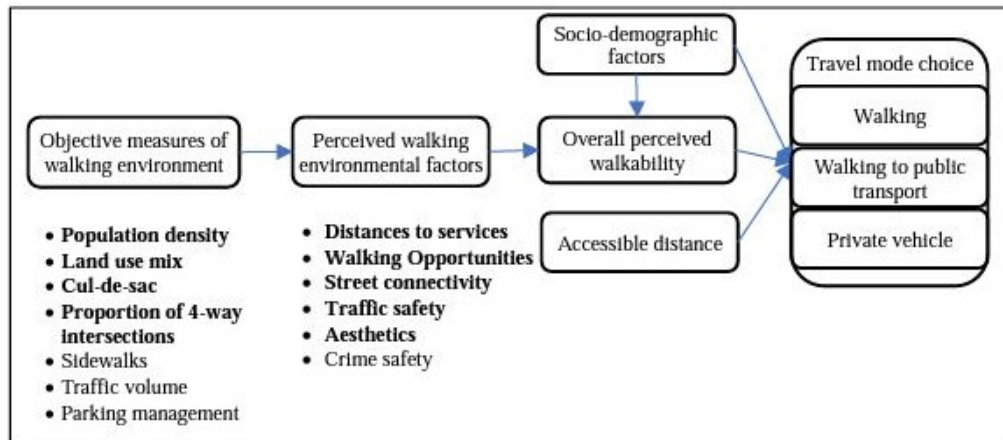 Socio-demographic
factors
Travel mode choice
Objective measures of
walking environment
Perceived walking
environmental factors
Overall perceived
walkability
Walking
Walking to public
transport
Accessible distance
Private vehicle
• Population density
• Land use mix
• Cul-de-sac
• Proportion of 4-way
intersections
• Sidewalks
• Traffic volume
• Parking management
• Distances to services
• Walking Opportunities
• Street connectivity
• Traffic safety
• Aesthetics
• Crime safety